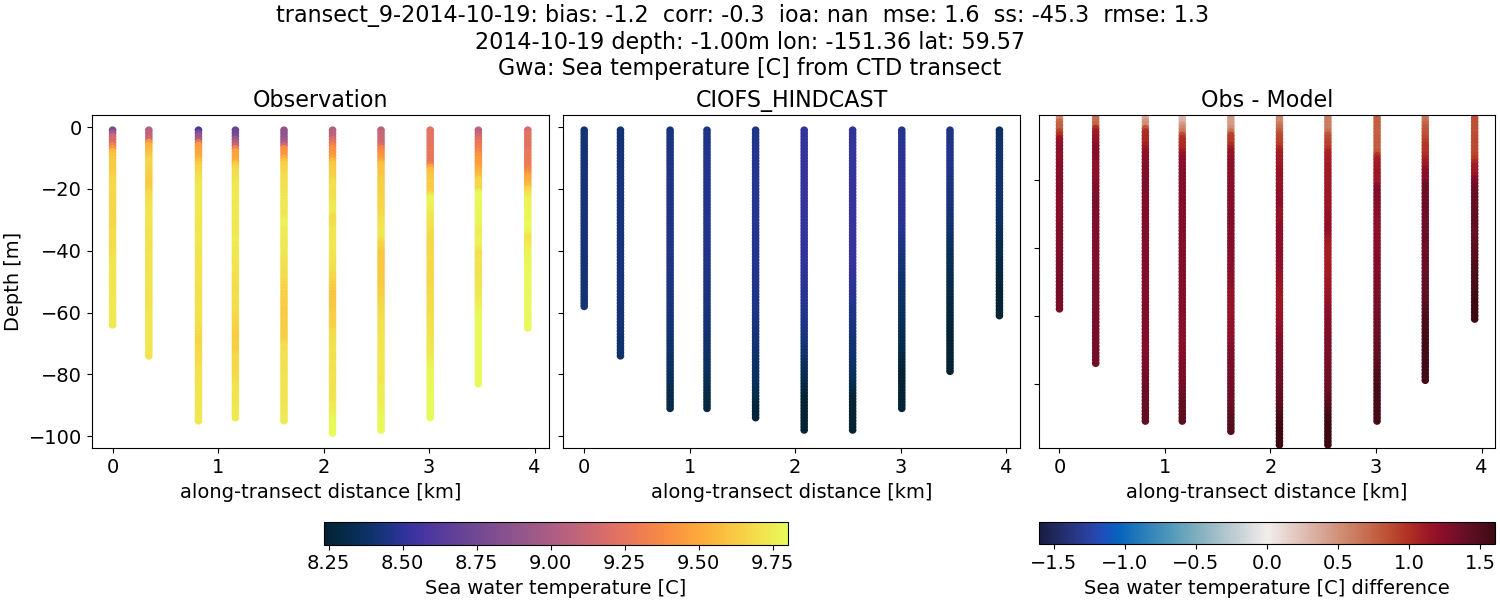 transect_9-2014-10-19: bias: -1.2  corr: -0.3  ioa: nan  mse: 1.6  ss: -45.3  rmse: 1.3
2014-10-19 depth: -1.00m lon: -151.36 lat: 59.57
Gwa: Sea temperature [C] from CTD transect
Observation
CIOFS_HINDCAST
Obs - Model
Depth [m]
0
−20
−40
−60
−80
−100
0 1 2 3 4
0 1 2 3 4
0 1 2 3 4
along-transect distance [km]
along-transect distance [km]
along-transect distance [km]
8.25 8.50 8.75 9.00 9.25 9.50 9.75
Sea water temperature [C]
−1.5 −1.0 −0.5 0.0 0.5 1.0 1.5
Sea water temperature [C] difference